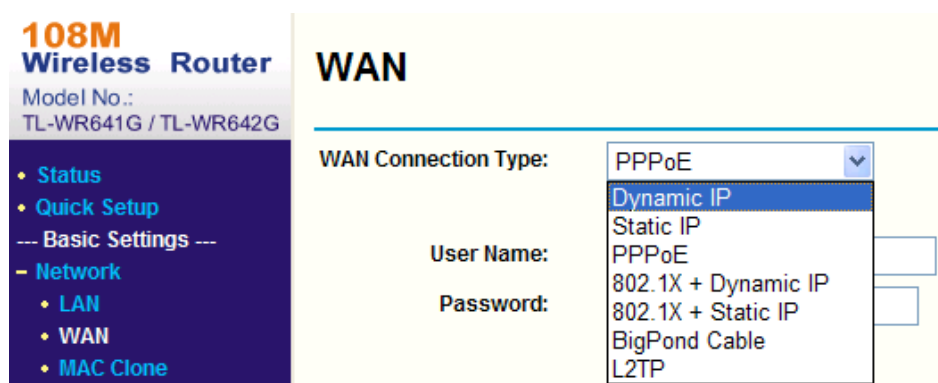 108M
Wireless Router
Model No.:
TL-WR641G / TL-WR642G
• Status
• Quick Setup
--- Basic Settings ---
– Network
• LAN
• WAN
• MAC Clone
WAN
WAN Connection Type:
PPPoE
Dynamic IP
Static IP
PPPoE
802.1X + Dynamic IP
802.1X + Static IP
BigPond Cable
L2TP
User Name:
Password: